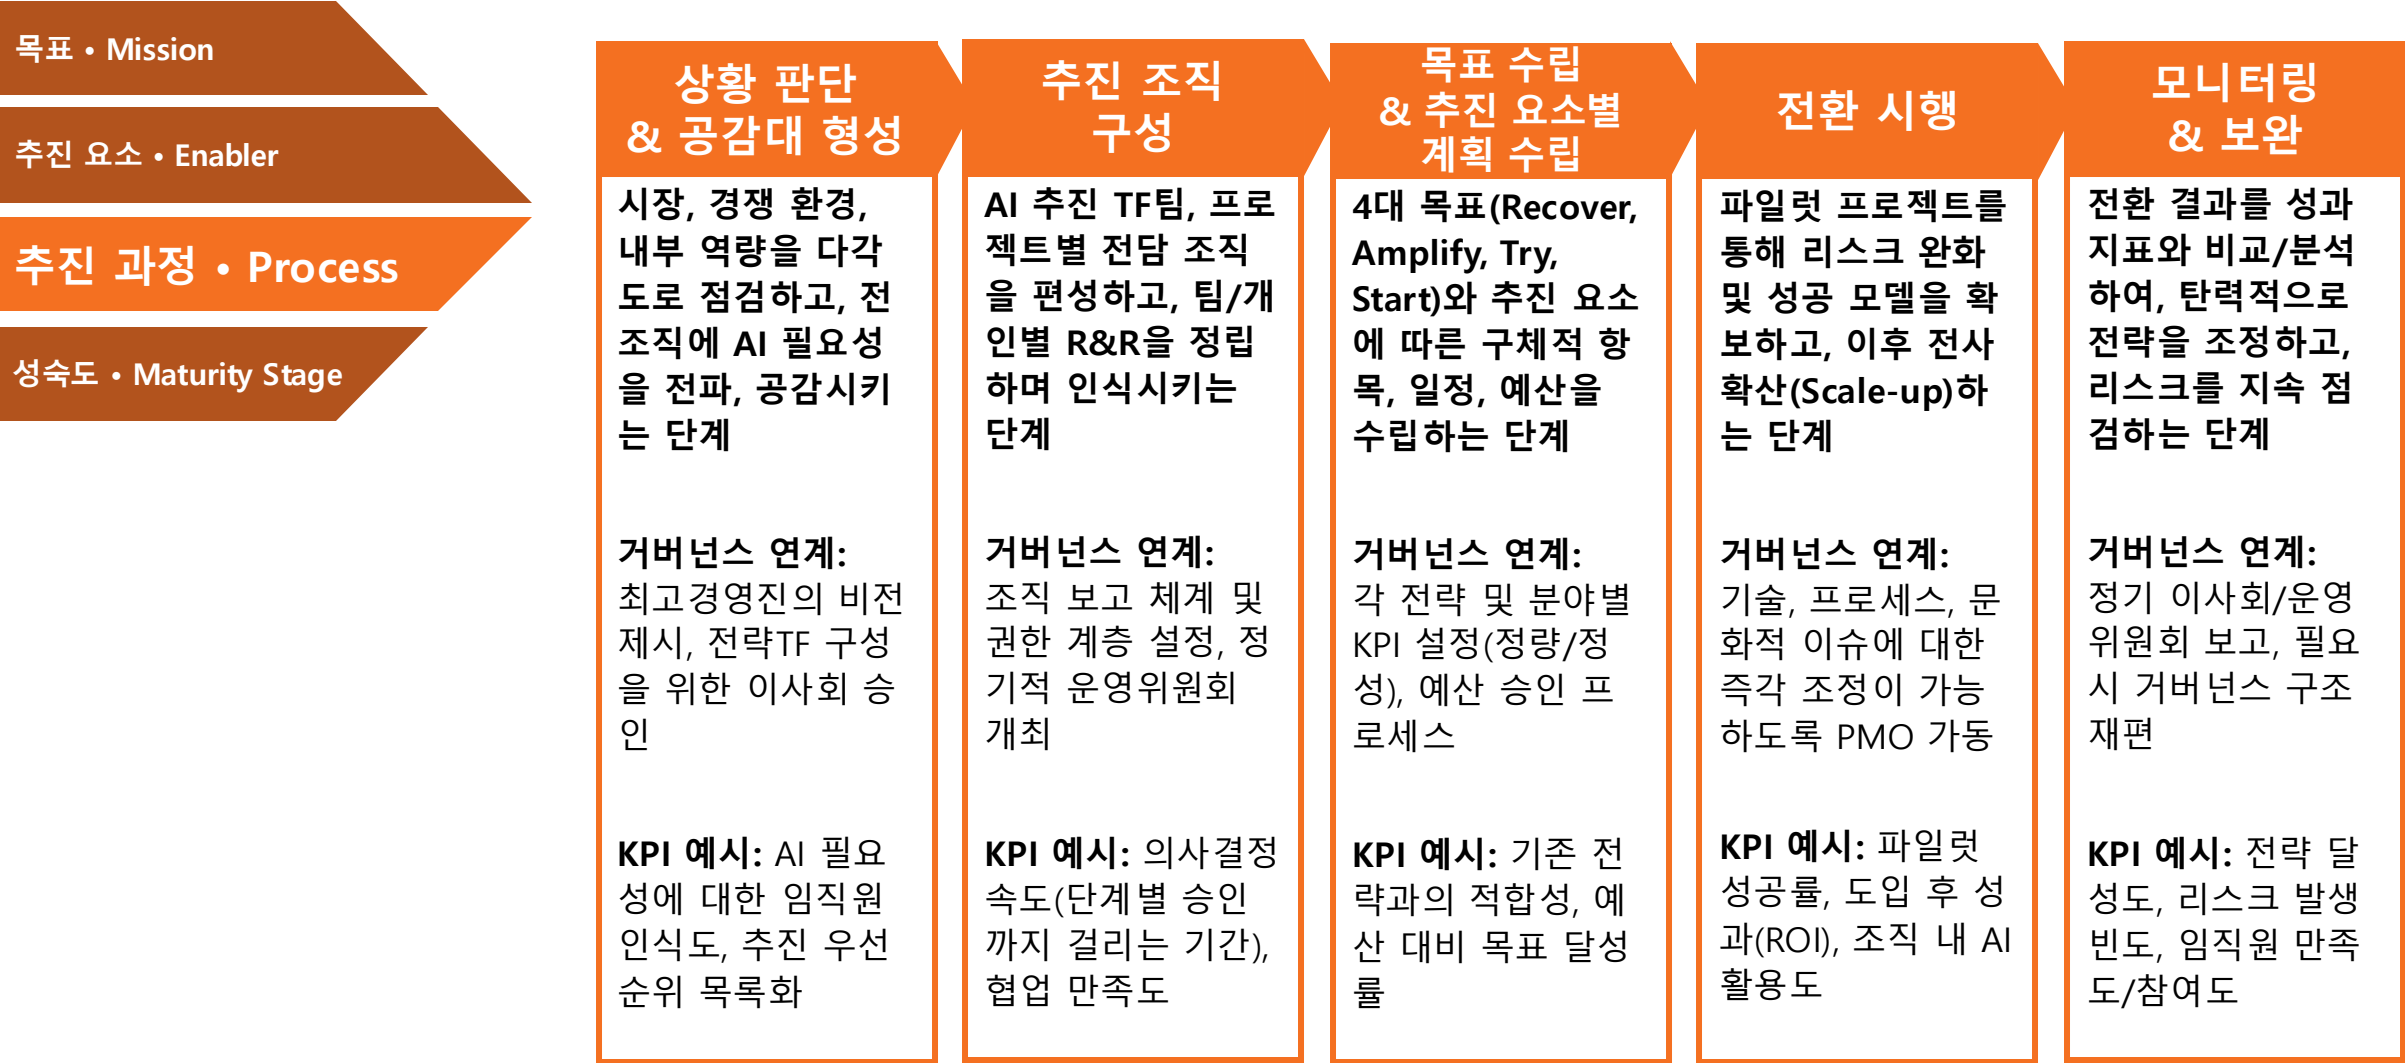 목표 • Mission
추진 요소 • Enabler
추진 과정 • Process
성숙도 • Maturity Stage
상황 판단
& 공감대 형성
시장, 경쟁 환경,
내부 역량을 다각
도로 점검하고, 전
조직에 AI 필요성
을 전파, 공감시키
는 단계
거버넌스 연계:
최고경영진의 비전
제시, 전략TF 구성
을 위한 이사회 승
인
KPI 예시: AI 필요
성에 대한 임직원
인식도, 추진 우선
순위 목록화
추진 조직
구성
AI 추진 TF팀, 프로
젝트별 전담 조직
을 편성하고, 팀/개
인별 R&R을 정립
하며 인식시키는
단계
거버넌스 연계:
조직 보고 체계 및
권한 계층 설정, 정
기적 운영위원회
개최
KPI 예시: 의사결정
속도(단계별 승인
까지 걸리는 기간),
협업 만족도
목표 수립
& 추진 요소별
계획 수립
4대 목표(Recover,
Amplify, Try,
Start)와 추진 요소
에 따른 구체적 항
목, 일정, 예산을
수립하는 단계
거버넌스 연계:
각 전략 및 분야별
KPI 설정(정량/정
성), 예산 승인 프
로세스
KPI 예시: 기존 전
략과의 적합성, 예
산 대비 목표 달성
률
전환 시행
파일럿 프로젝트를
통해 리스크 완화
및 성공 모델을 확
보하고, 이후 전사
확산(Scale-up)하
는 단계
거버넌스 연계:
기술, 프로세스, 문
화적 이슈에 대한
즉각 조정이 가능
하도록 PMO 가동
KPI 예시: 파일럿
성공률, 도입 후 성
과(ROI), 조직 내 AI
활용도
모니터링
& 보완
전환 결과를 성과
지표와 비교/분석
하여, 탄력적으로
전략을 조정하고,
리스크를 지속 점
검하는 단계
거버넌스 연계:
정기 이사회/운영
위원회 보고, 필요
시 거버넌스 구조
재편
KPI 예시: 전략 달
성도, 리스크 발생
빈도, 임직원 만족
도/참여도